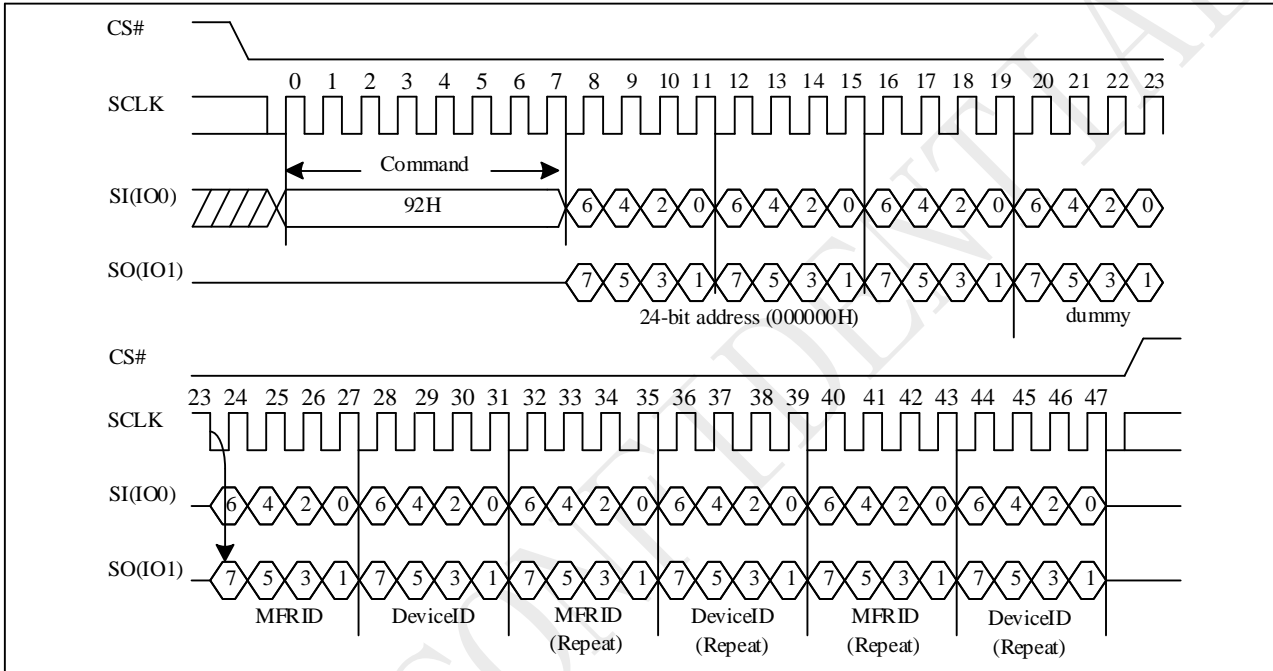 CS#
0 1 2 3 4 5 6 7 8 9 10 11 12 13 14 15 16 17 18 19 20 21 22 23
SCLK
Command
SI(IO0) 92H 6 4 2 0 6 4 2 0 6 4 2 0 6 4 2 0
SO(IO1) 7 5 3 1 7 5 3 1 7 5 3 1 7 5 3 1
24-bit address (000000H) dummy
CS#
23 24 25 26 27 28 29 30 31 32 33 34 35 36 37 38 39 40 41 42 43 44 45 46 47
SCLK
SI(IO0) 6 4 2 0 6 4 2 0 6 4 2 0 6 4 2 0 6 4 2 0 6 4 2 0
SO(IO1) 7 5 3 1 7 5 3 1 7 5 3 1 7 5 3 1 7 5 3 1 7 5 3 1
MFRID DeviceID MFRID DeviceID MFRID DeviceID
(Repeat) (Repeat) (Repeat) (Repeat)
CONFIDENTIAL